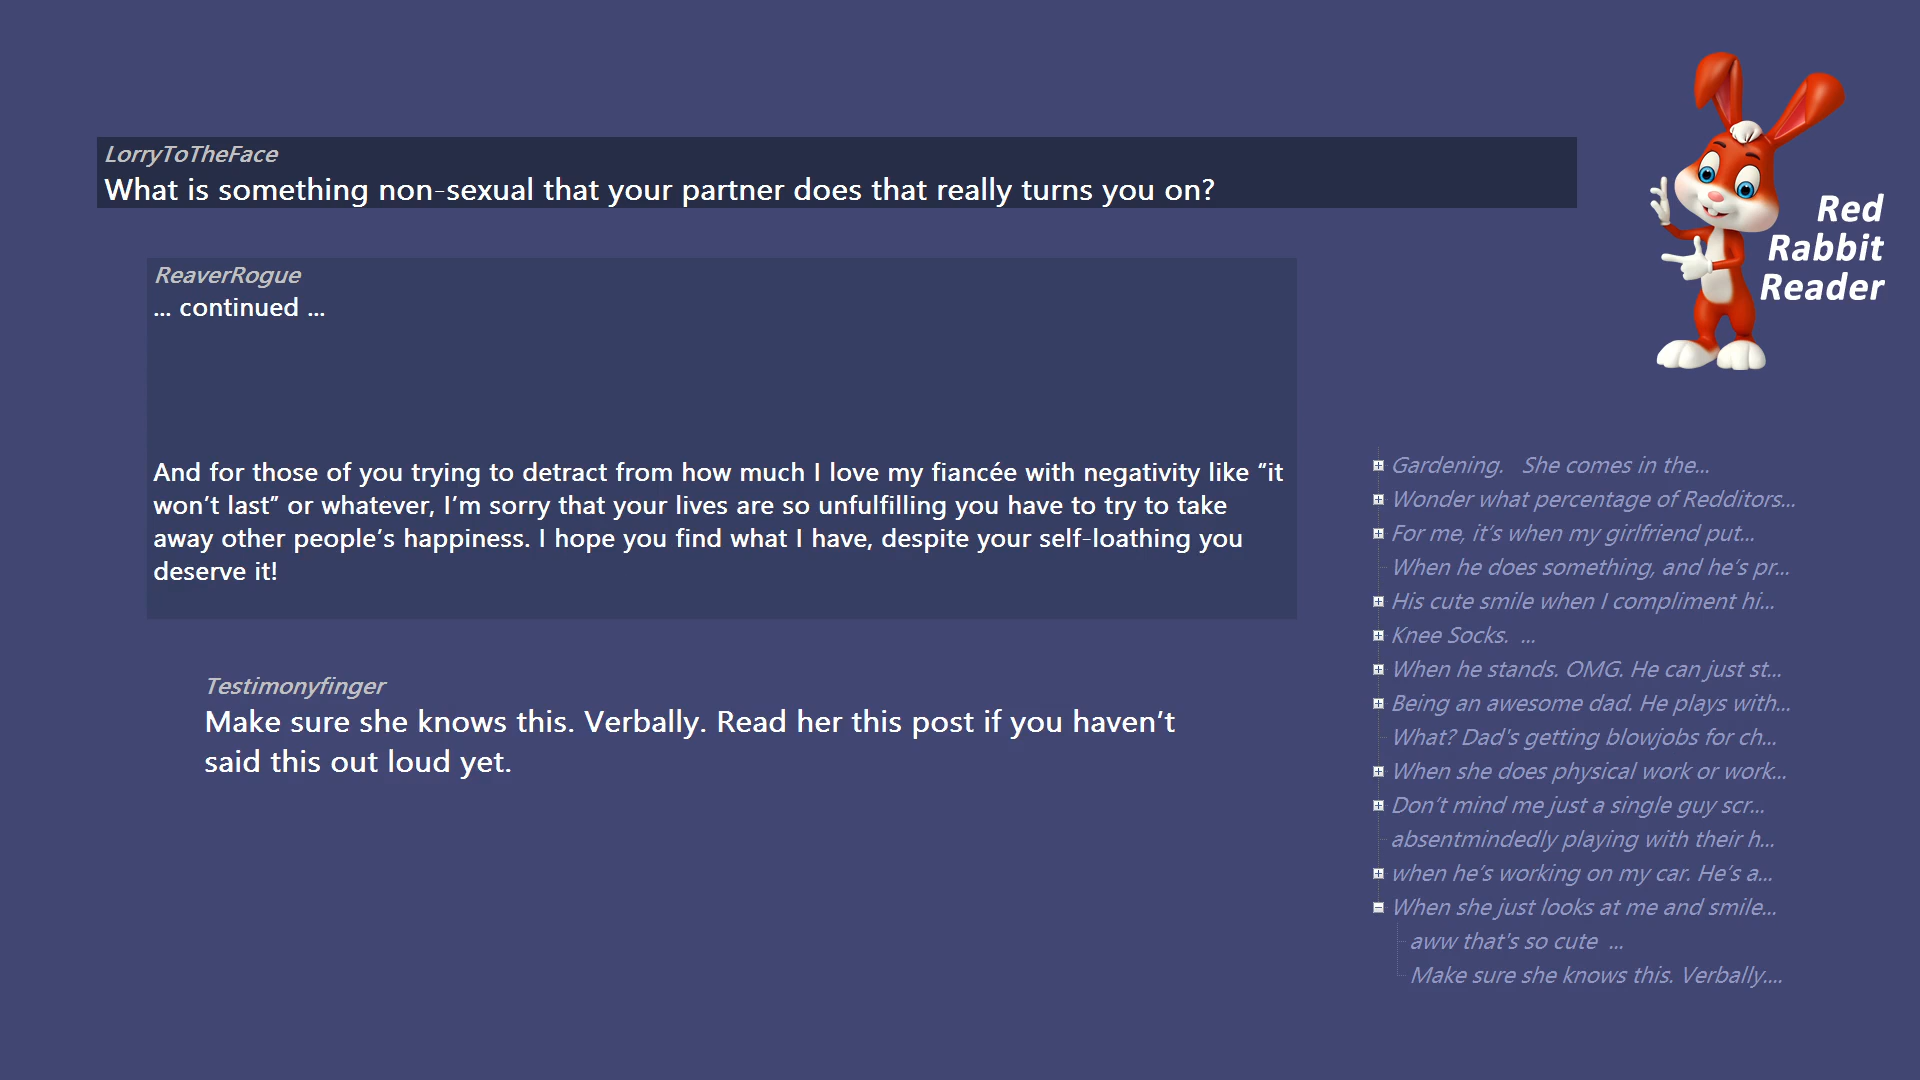 LorryToTheFace
What is something non-sexual that your partner does that really turns you on?
Red
Rabbit
Reader
ReaverRogue
... continued ...
And for those of you trying to detract from how much I love my fiancée with negativity like “it
won’t last” or whatever, I’m sorry that your lives are so unfulfilling you have to try to take
away other people’s happiness. I hope you find what I have, despite your self-loathing you
deserve it!
Testimonyfinger
Make sure she knows this. Verbally. Read her this post if you haven’t
said this out loud yet.
Gardening.   She comes in the...
Wonder what percentage of Redditors...
For me, it’s when my girlfriend put...
When he does something, and he’s pr...
His cute smile when I compliment hi...
Knee Socks.  ...
When he stands. OMG. He can just st...
Being an awesome dad. He plays with...
What? Dad's getting blowjobs for ch...
When she does physical work or work...
Don’t mind me just a single guy scr...
absentmindedly playing with their h...
when he’s working on my car. He’s a...
When she just looks at me and smile...
aww that's so cute  ...
Make sure she knows this. Verbally....